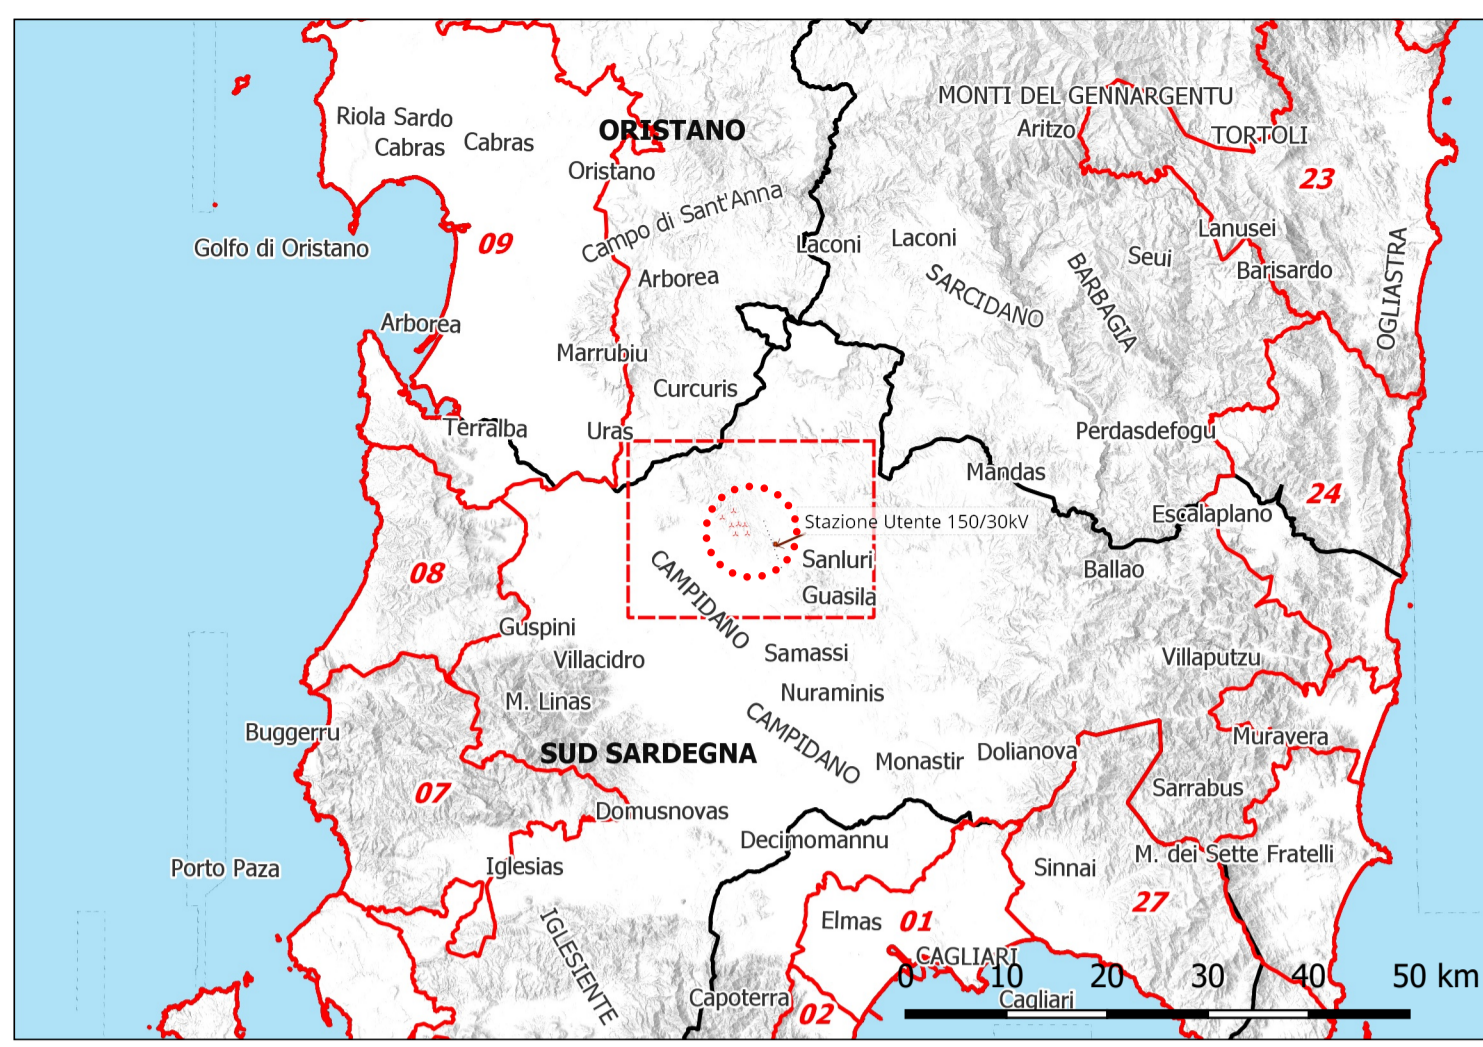 MONTI DEL GENNARGENTU
Riola Sardo
Cabras
Cabras
ORISTANO
Aritzo
TORTOLI
Oristano
23
Campo di Sant'Anna
Golfo di Oristano
09
Laconi
Laconi
Lanusei
Seui
Barisardo
Arborea
SARCIDANO
BARBAGIA
OGLIASTRA
Arborea
Marrubiu
Curcuris
Terralba
Uras
Perdasdefogu
Mandas
24
Escalaplano
Stazione Utente 150/30kV
08
Sanluri
Ballao
CAMPIDANO
Guasila
Guspini
Villacidro
Samassi
Villaputzu
M. Linas
Nuraminis
Buggerru
CAMPIDANO
Muravera
SUD SARDEGNA
Monastir
Dolianova
07
Sarrabus
Domusnovas
Decimomannu
M. dei Sette Fratelli
Porto Paza
Iglesias
Sinnai
27
Elmas
01
IGLESIENTE
CAGLIARI
0 10 20 30 40 50 km
Capoterra
Cagliari
02